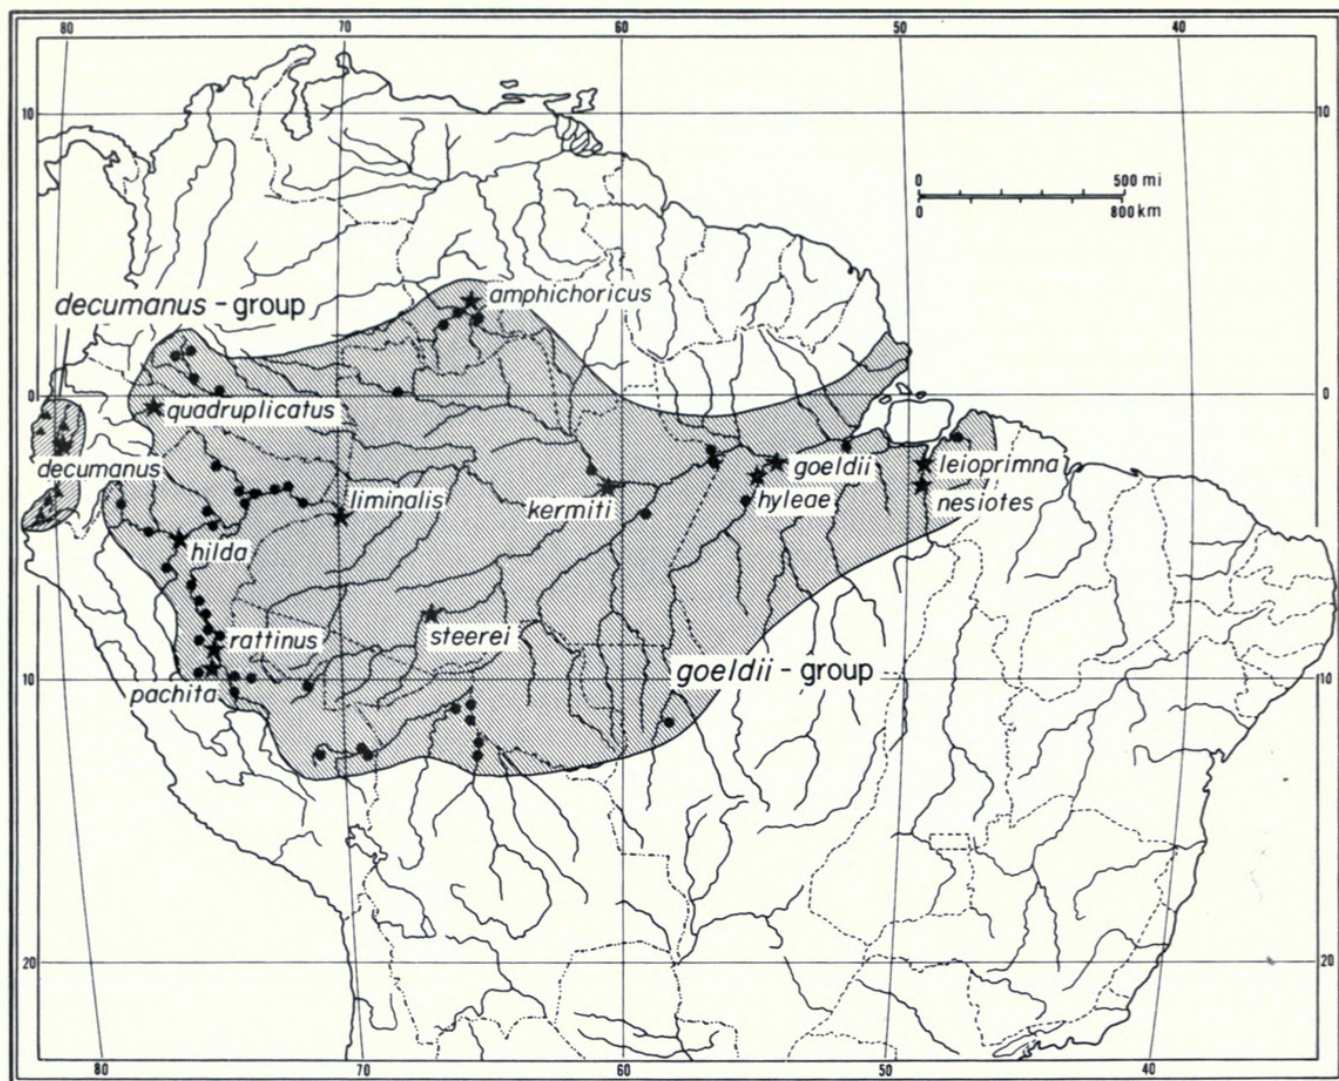 80 70 60 50 40
10 10
0 500 mi
0 800 km
amphichoricus
decumanus - group
0 0
quadruplicatus
decumanus
goeldii
leioprimna
liminalis
kermiti
hyleae
nesiotes
hilda
rattinus
steerei
goeldii - group
10 10
pachita
20 20
80 70 60 50 40